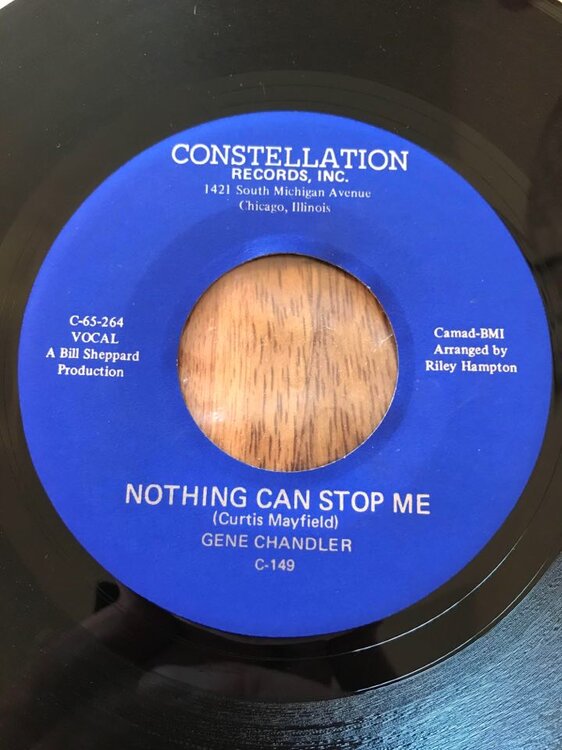 CONSTELLATION
RECORDS, INC.
1421 South Michigan Avenue
Chicago, Illinois
C-65-264
VOCAL
A Bill Sheppard
Production
Camad-BMI
Arranged by
Riley Hampton
NOTHING CAN STOP ME
(Curtis Mayfield)
GENE CHANDLER
C-149